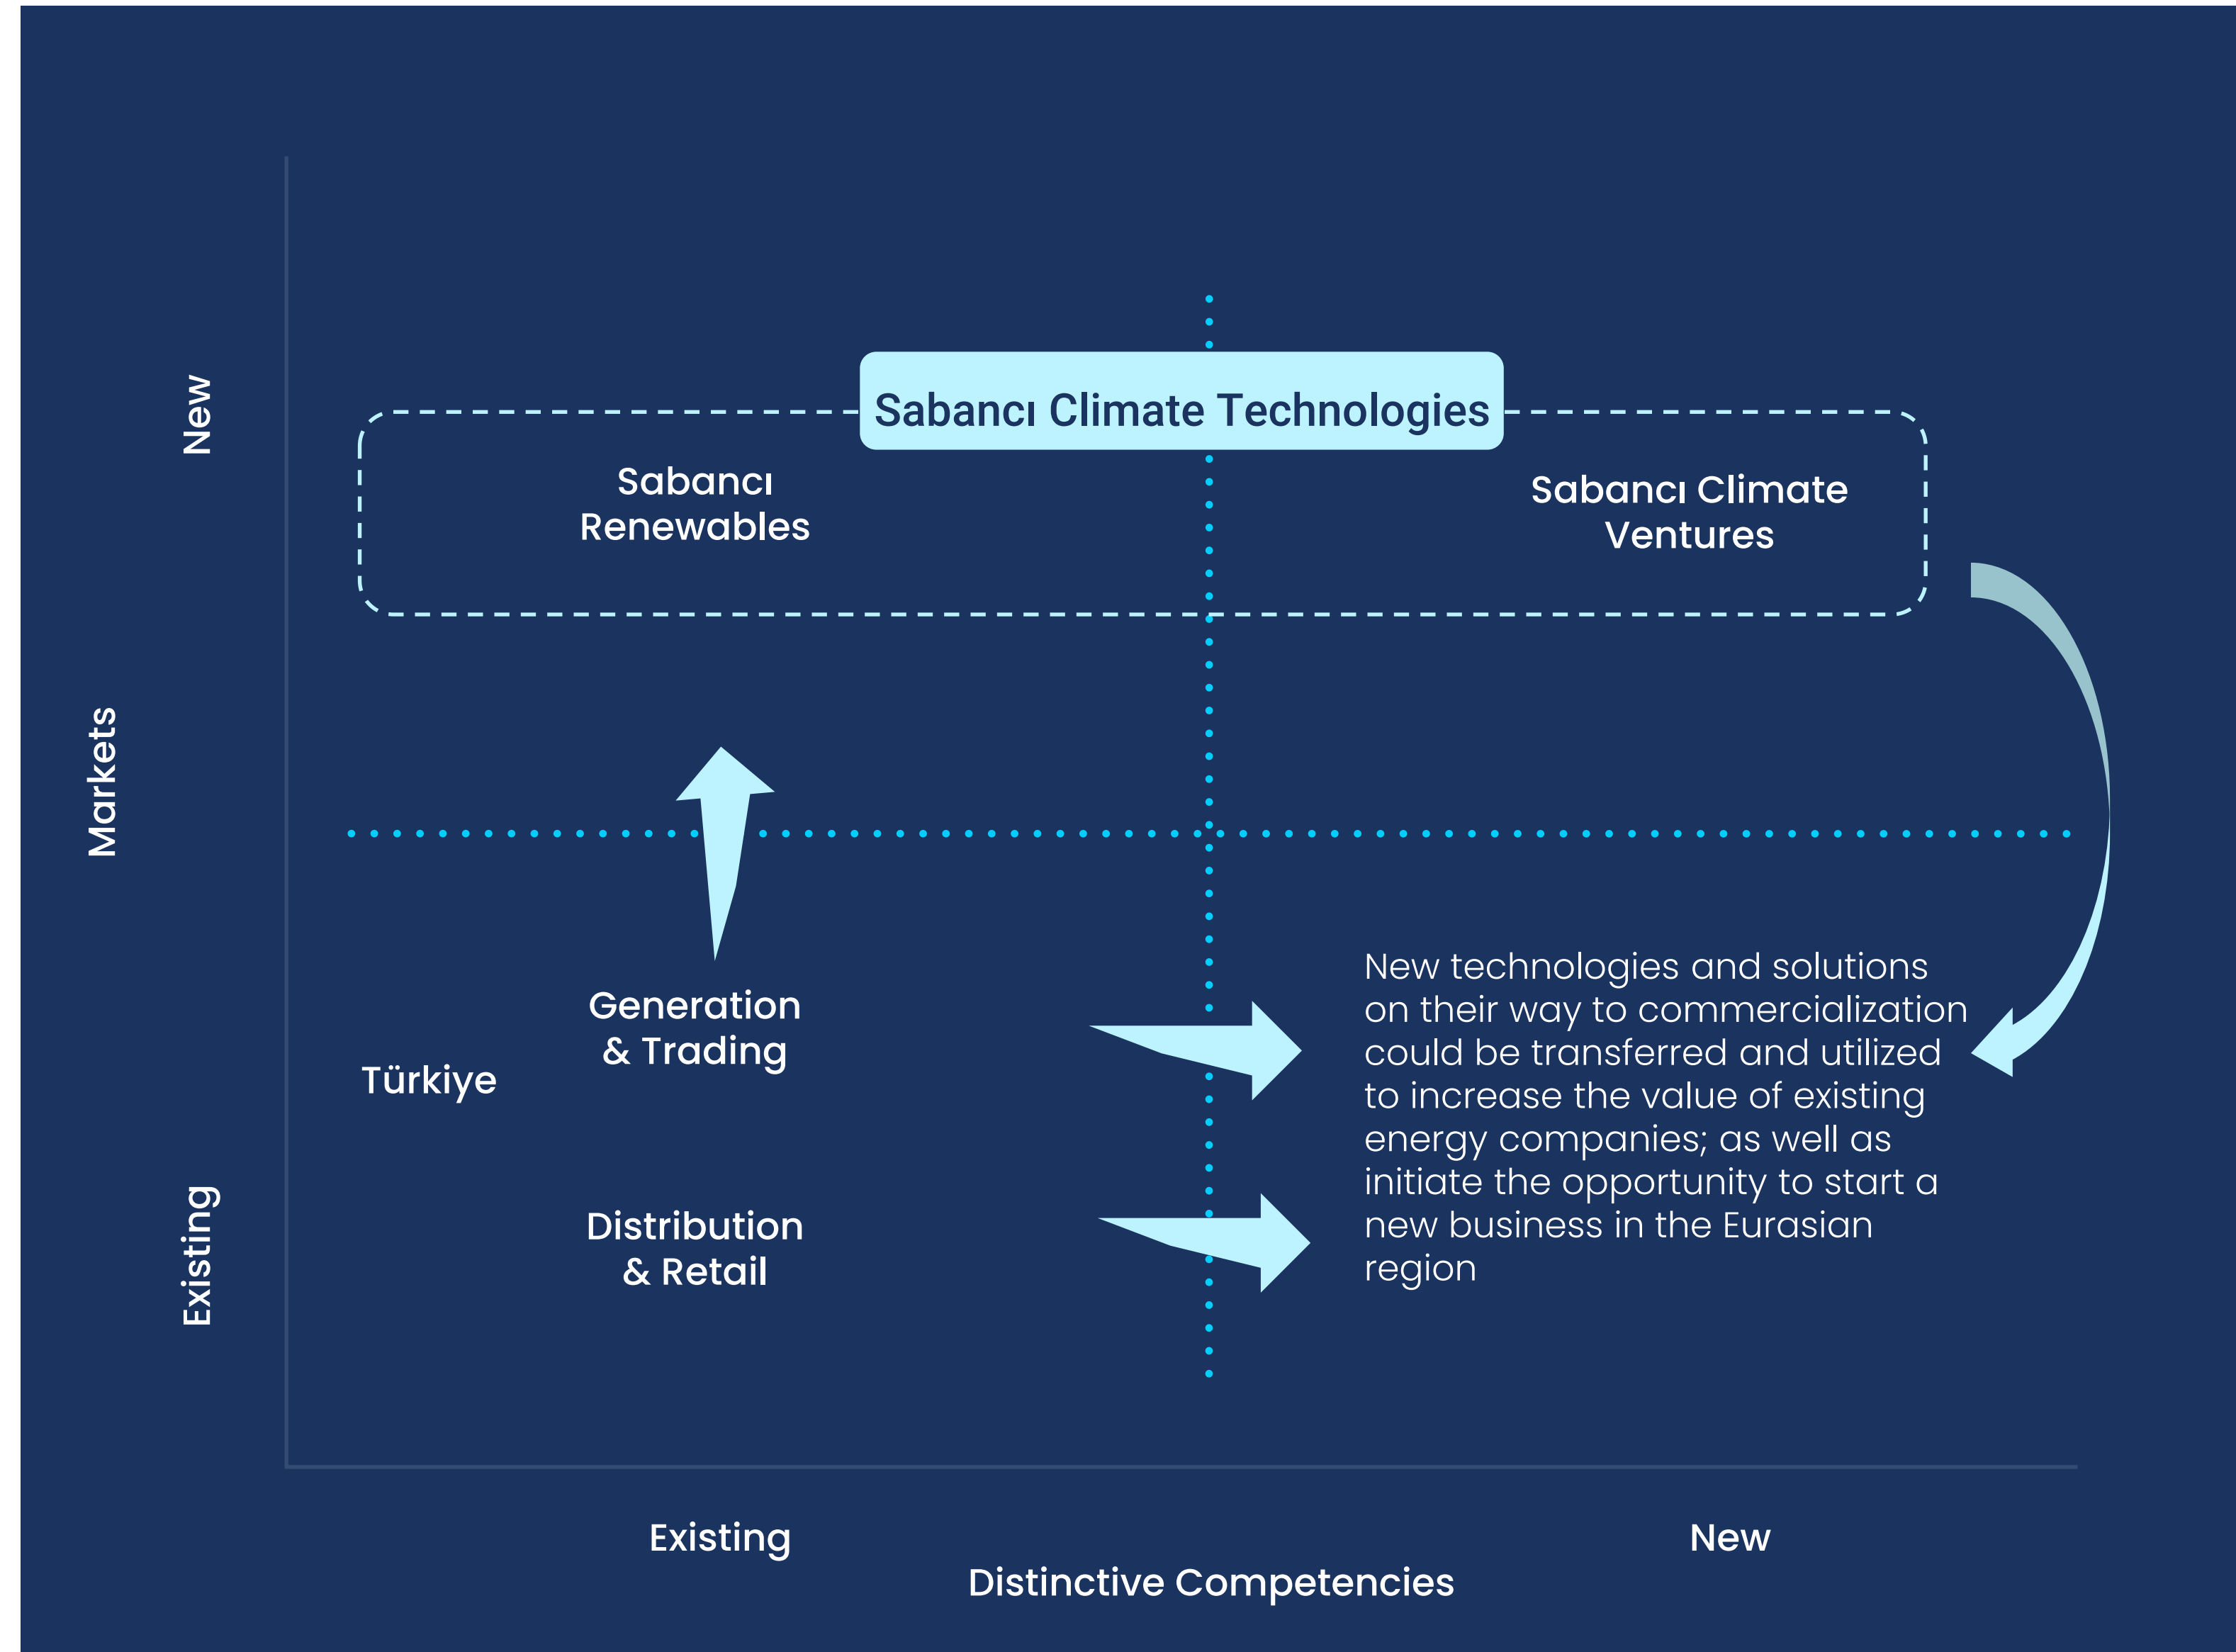 Sabancı Climate Technologies
New
Sabancı
Renewables
Sabancı Climate
Ventures
Markets
Existing
Türkiye
Generation
& Trading
Distribution
& Retail
New technologies and solutions
on their way to commercialization
could be transferred and utilized
to increase the value of existing
energy companies; as well as
initiate the opportunity to start a
new business in the Eurasian
region
Existing
New
Distinctive Competencies